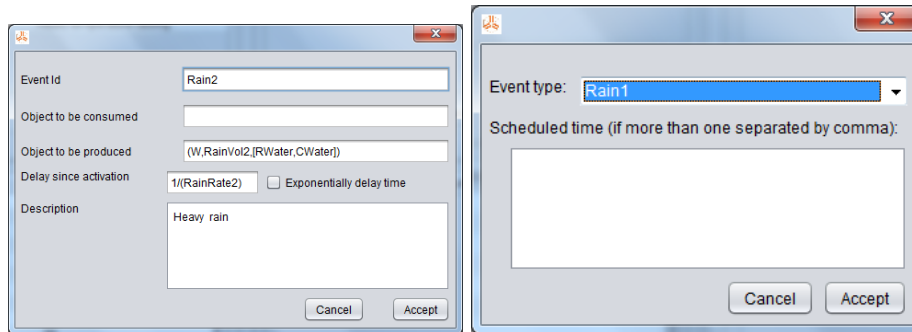 Event Id
Rain2
Object to be consumed
Object to be produced
(W,RainVol2,[RWater,CWater])
Delay since activation
1/(RainRate2)
Exponentially delay time
Description
Heavy rain
Cancel
Accept
Event type:
Rain1
Scheduled time (if more than one separated by comma):
Cancel
Accept